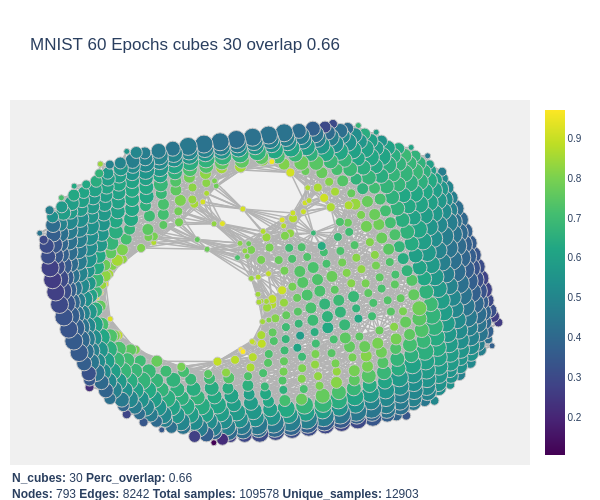 MNIST 60 Epochs cubes 30 overlap 0.66
0.9
0.8
0.7
0.6
0.5
0.4
0.3
0.2
N_cubes: 30 Perc_overlap: 0.66
Nodes: 793 Edges: 8242 Total samples: 109578 Unique_samples: 12903